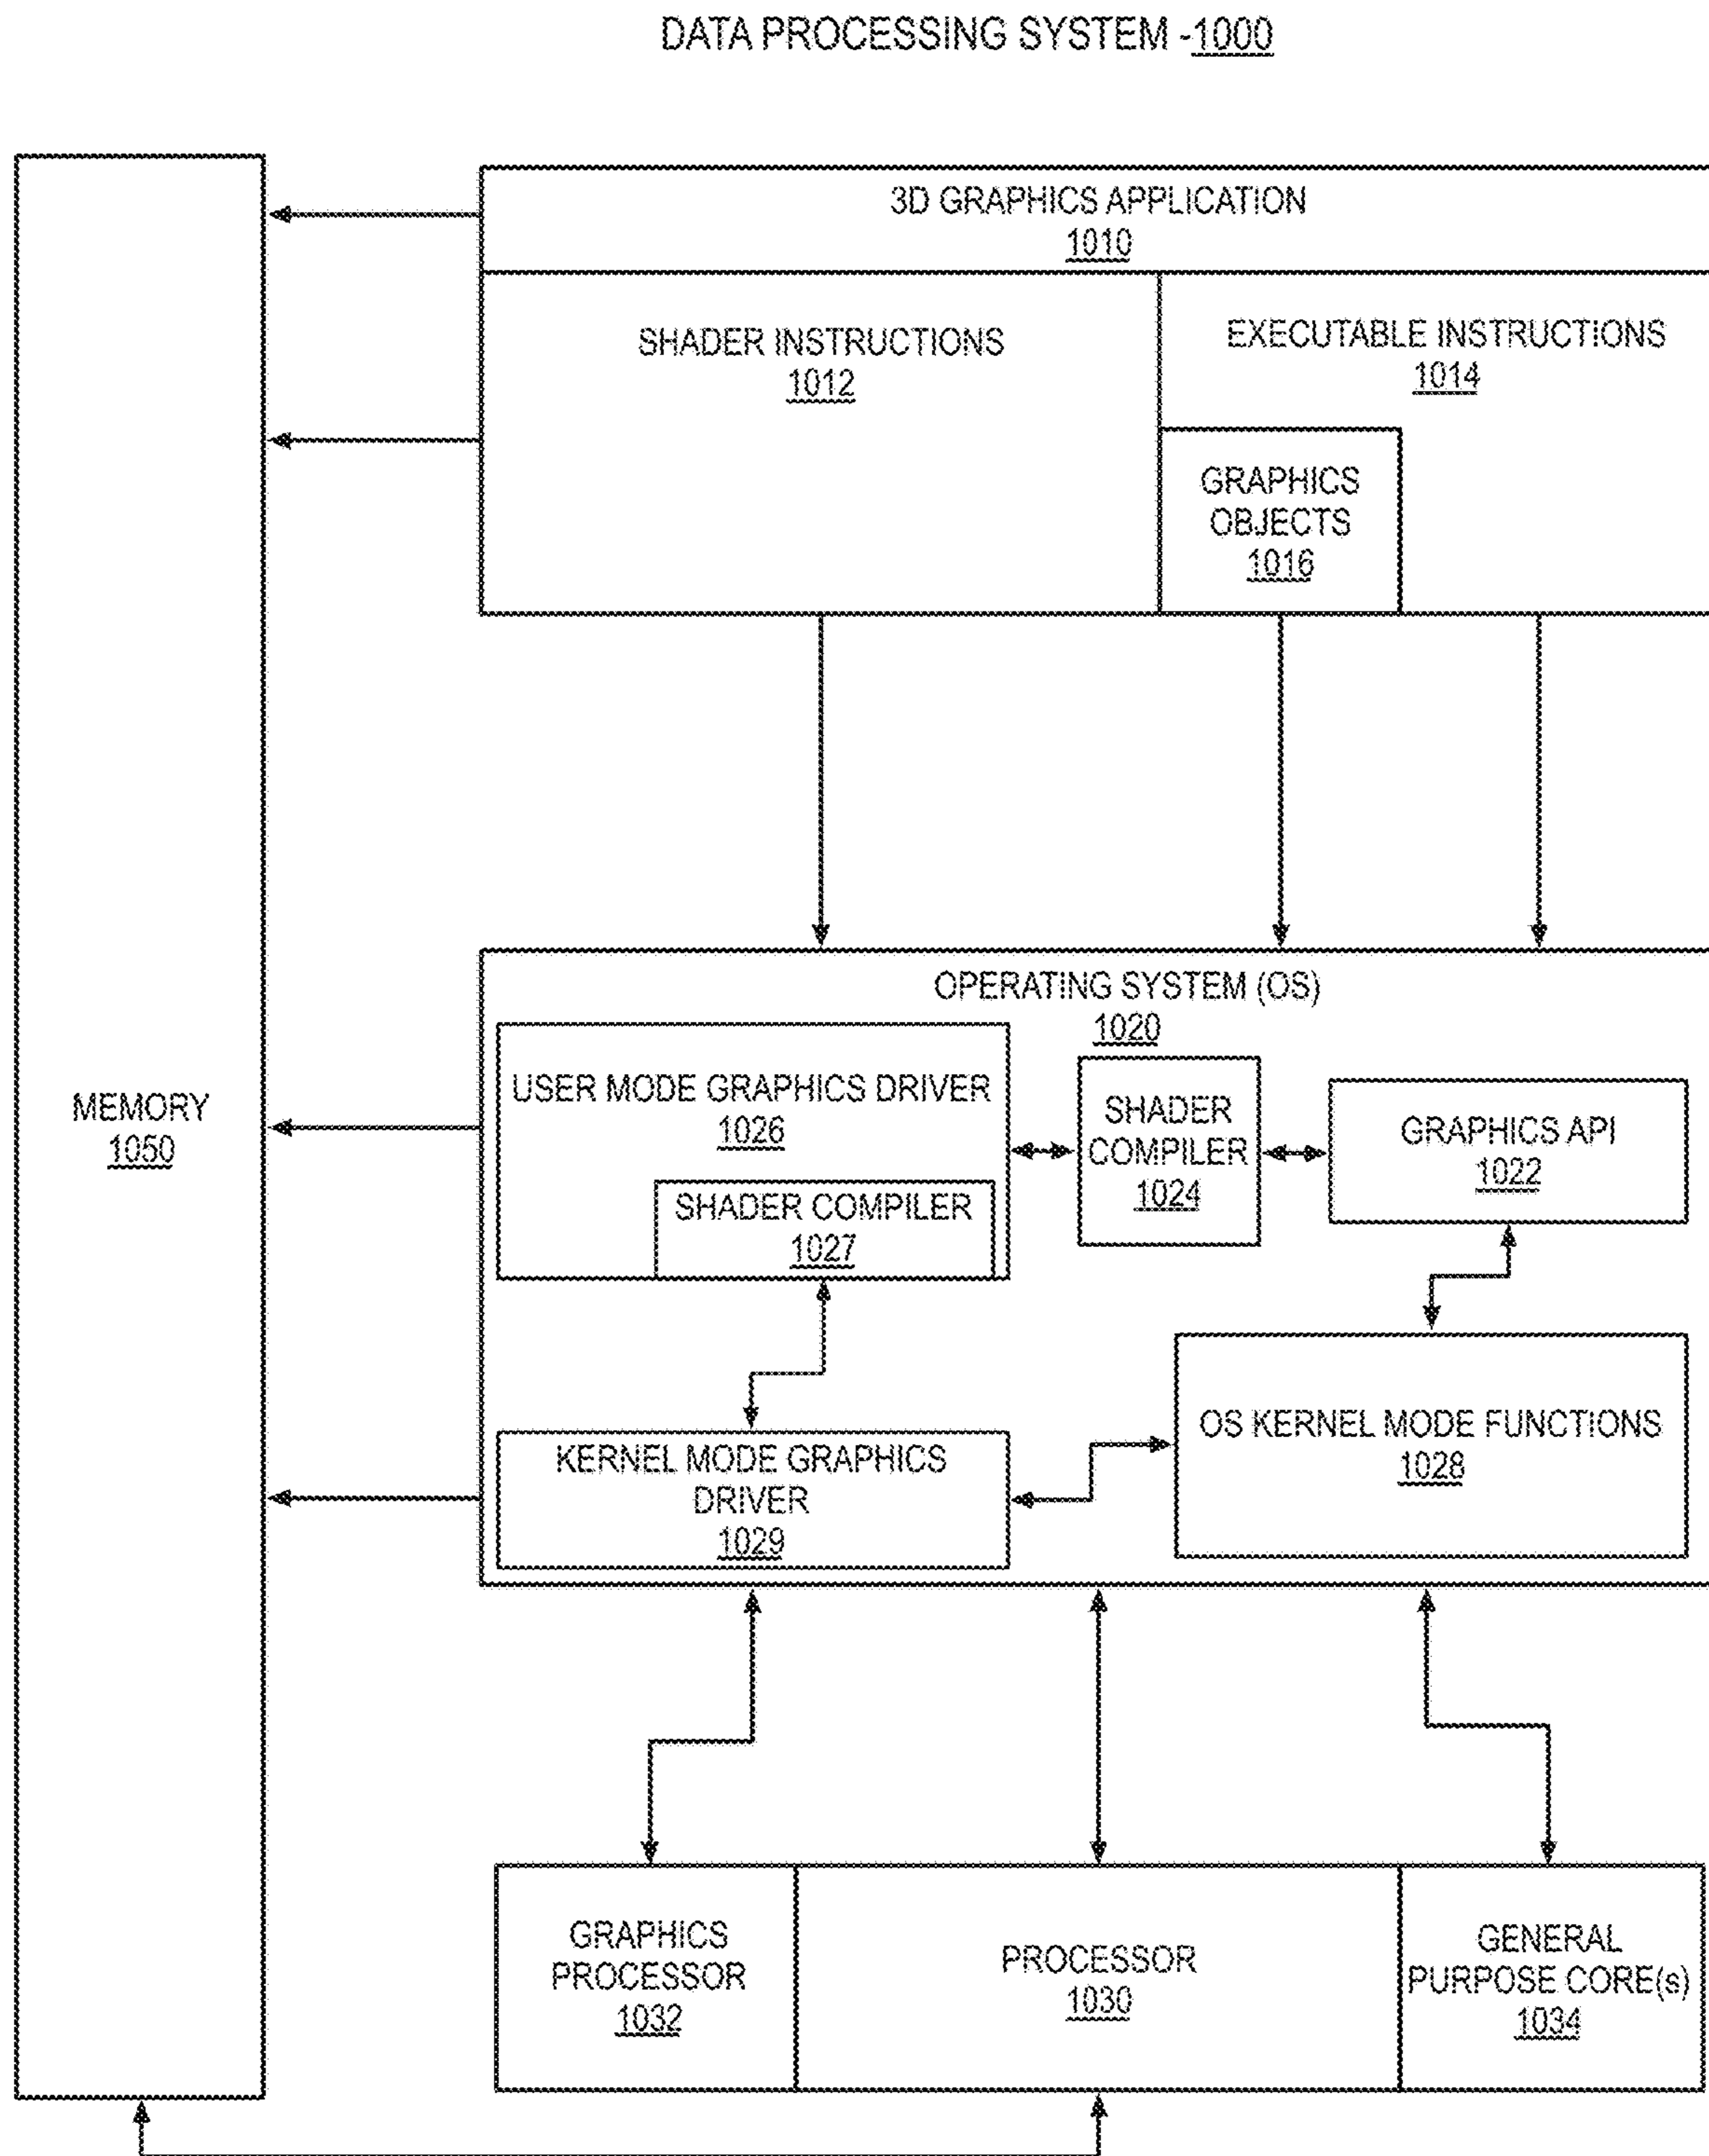 DATA PROCESSING SYSTEM -1000
3D GRAPHICS APPLICATION
1010
SHADER INSTRUCTIONS
1012
EXECUTABLE INSTRUCTIONS
1014
GRAPHICS
OBJECTS
1016
MEMORY
1050
OPERATING SYSTEM (OS)
1020
USER MODE GRAPHICS DRIVER
1026
SHADER COMPILER
1027
SHADER
COMPILER
1024
GRAPHICS API
1022
KERNEL MODE GRAPHICS
DRIVER
1029
OS KERNEL MODE FUNCTIONS
1028
GRAPHICS
PROCESSOR
1032
PROCESSOR
1030
GENERAL
PURPOSE CORE(s)
1034